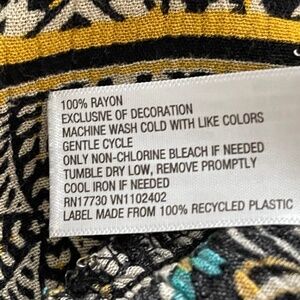 100% RAYON
EXCLUSIVE OF DECORATION
MACHINE WASH COLD WITH LIKE COLORS
GENTLE CYCLE
ONLY NON-CHLORINE BLEACH IF NEEDED
TUMBLE DRY LOW, REMOVE PROMPTLY
COOL IRON IF NEEDED
RN17730 VN1102402
LABEL MADE FROM 100% RECYCLED PLASTIC